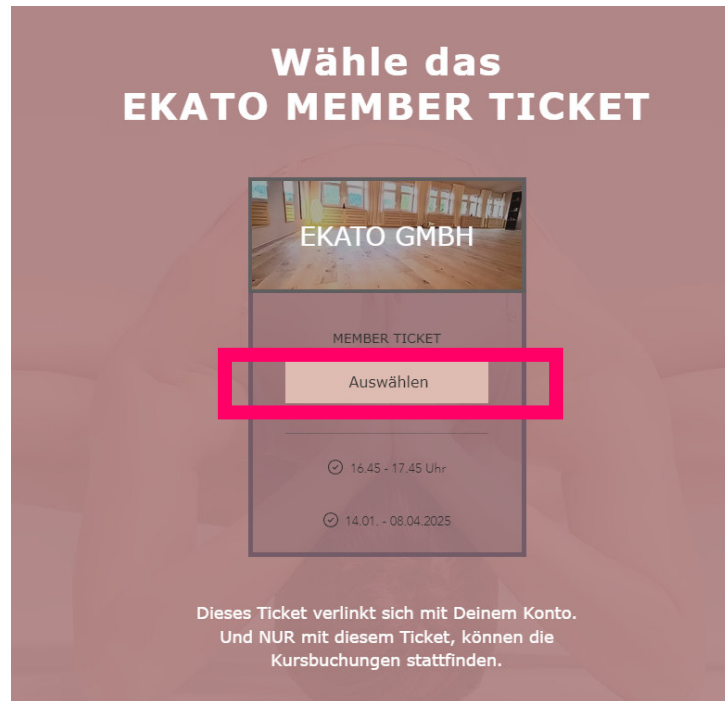 Wähle das
EKATO MEMBER TICKET
EKATO GMBH
MEMBER TICKET
Auswählen
16.45 - 17.45 Uhr
14.01. - 08.04.2025
Dieses Ticket verlinkt sich mit Deinem Konto.
Und NUR mit diesem Ticket, können die
Kursbuchungen stattfinden.